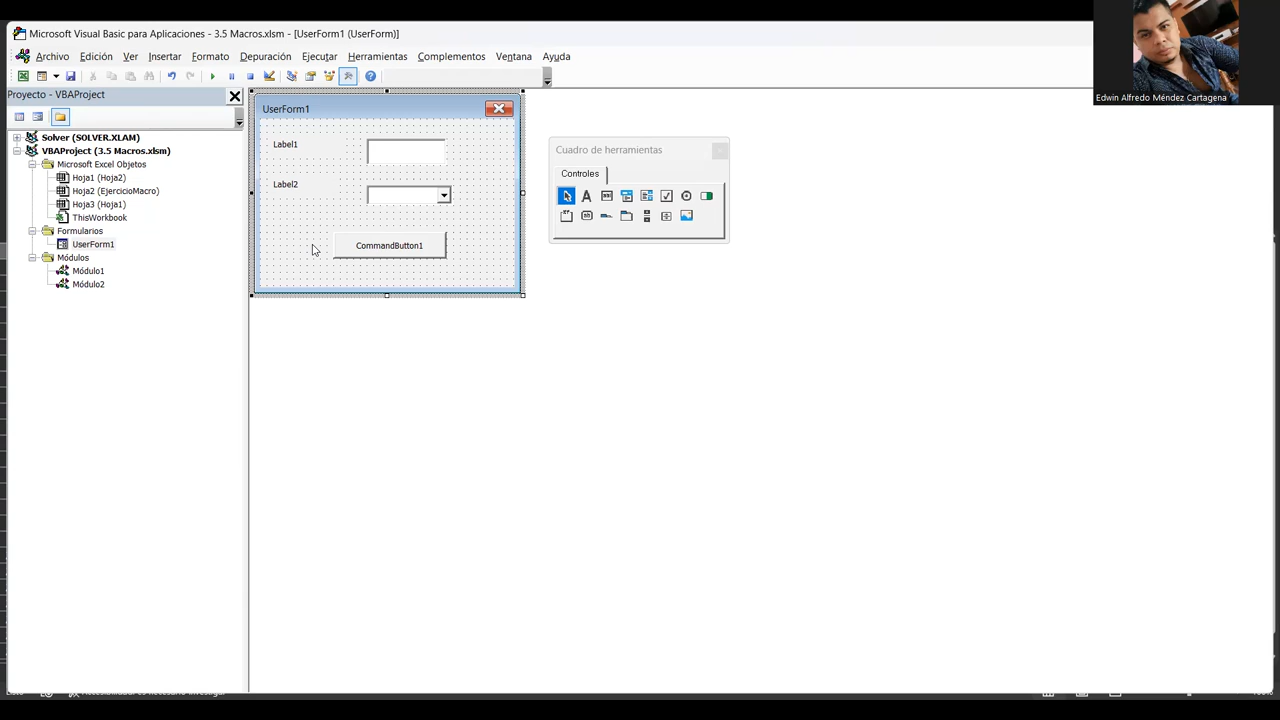 Microsoft Visual Basic para Aplicaciones - 3.5 Macros.xlsm - [UserForm1 (UserForm)]
Archivo Edición Ver Insertar Formato Depuración Ejecutar Herramientas Complementos Ventana Ayuda
Edwin Alfredo Méndez Cartagena
Proyecto - VBAProject
Solver (SOLVER.XLAM)
VBAProject (3.5 Macros.xlsm)
Microsoft Excel Objetos
Hoja1 (Hoja2)
Hoja2 (EjercicioMacro)
Hoja3 (Hoja1)
ThisWorkbook
Formularios
UserForm1
Módulos
Módulo1
Módulo2
UserForm1
Label1
Label2
CommandButton1
Cuadro de herramientas
Controles